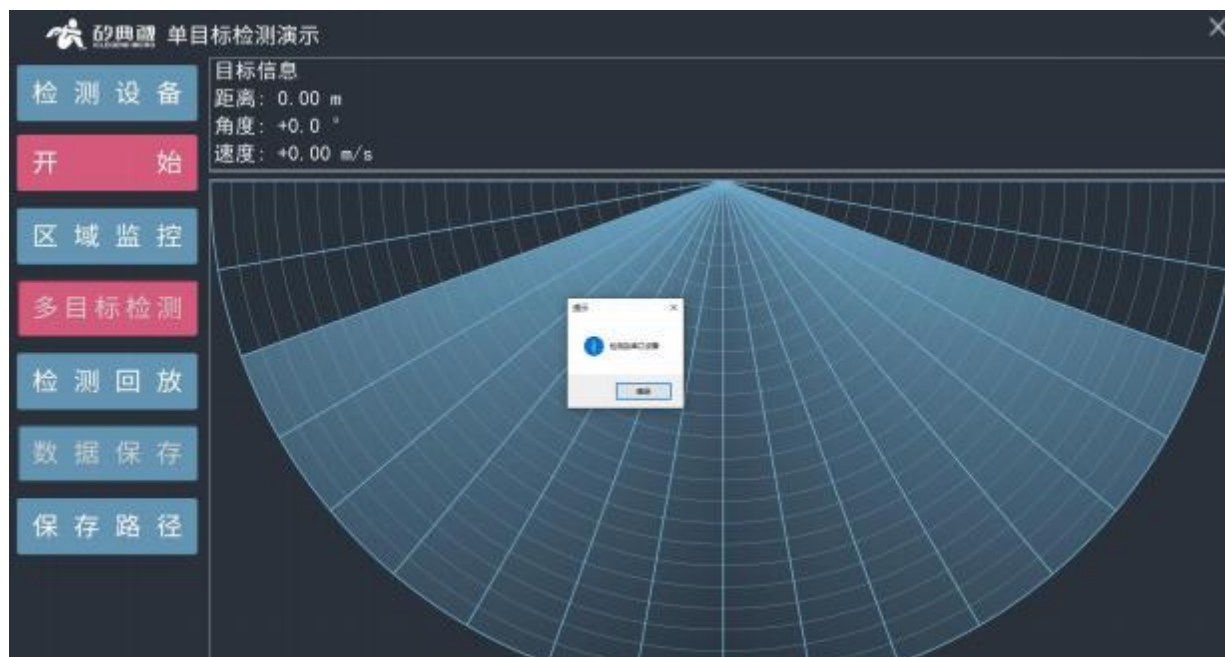 矽典微 单目标检测演示
X
检测设备
目标信息
距离: 0.00 m
角度: +0.0 °
速度: +0.00 m/s
开始
区域监控
多目标检测
检测回放
数据保存
保存路径
提示